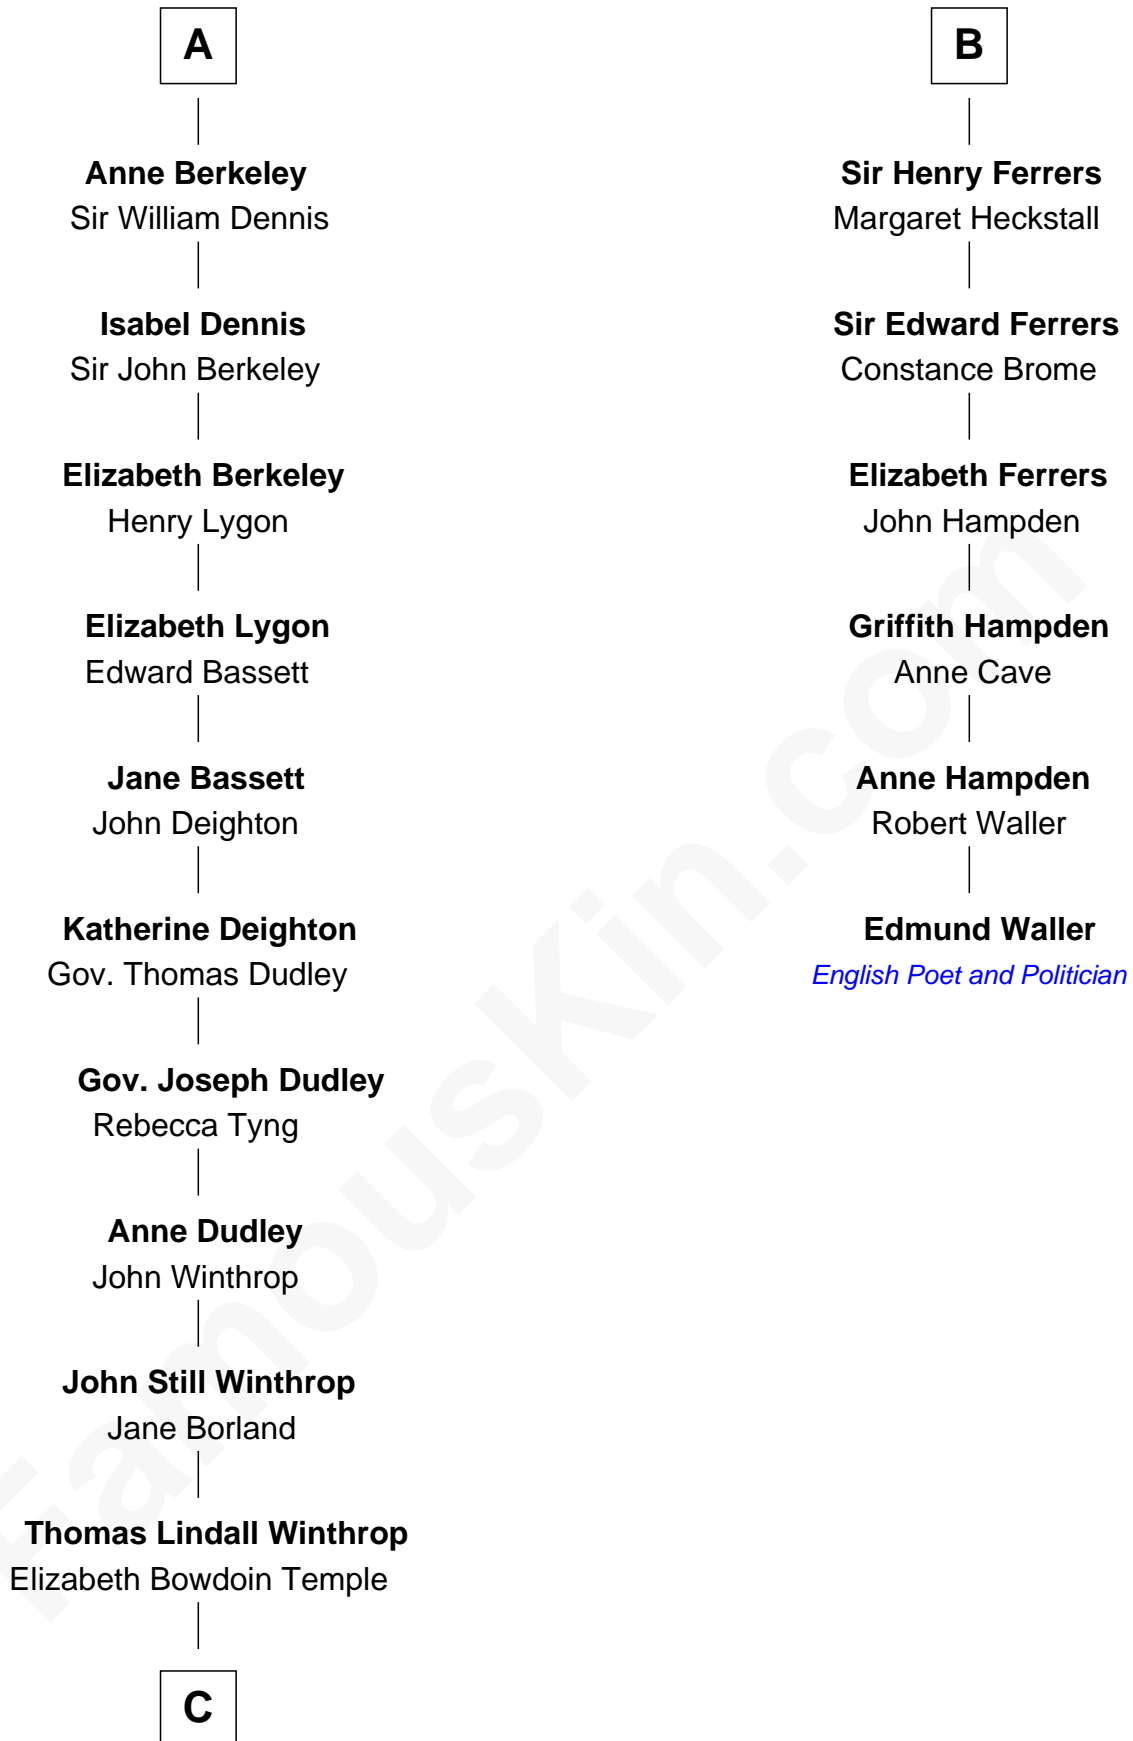 A
Anne Berkeley
Sir William Dennis
Isabel Dennis
Sir John Berkeley
Elizabeth Berkeley
Henry Lygon
Elizabeth Lygon
Edward Bassett
Jane Bassett
John Deighton
Katherine Deighton
Gov. Thomas Dudley
Gov. Joseph Dudley
Rebecca Tyng
Anne Dudley
John Winthrop
John Still Winthrop
Jane Borland
Thomas Lindall Winthrop
Elizabeth Bowdoin Temple
C
B
Sir Henry Ferrers
Margaret Heckstall
Sir Edward Ferrers
Constance Brome
Elizabeth Ferrers
John Hampden
Griffith Hampden
Anne Cave
Anne Hampden
Robert Waller
Edmund Waller
English Poet and Politician
FamousKin.com